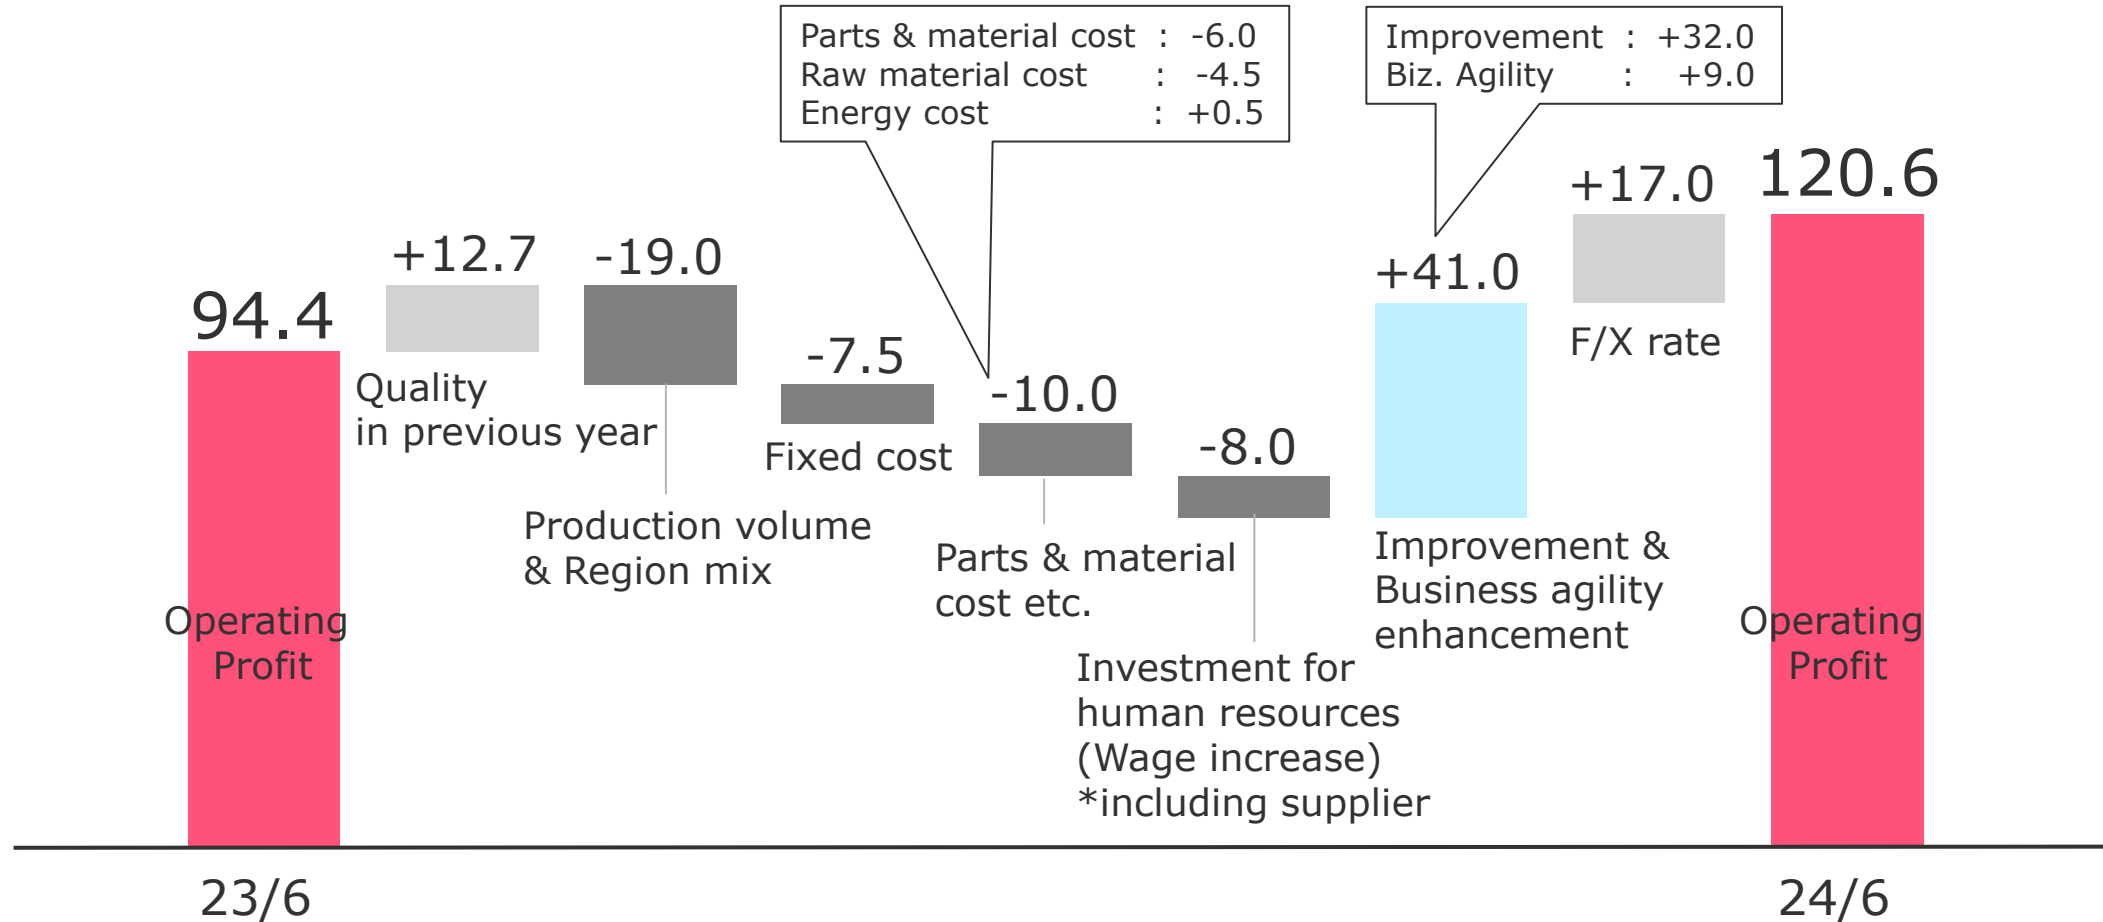 Parts & material cost : -6.0
Raw material cost : -4.5
Energy cost : +0.5
Improvement : +32.0
Biz. Agility : +9.0
94.4
Operating
Profit
23/6
+12.7
Quality
in previous year
-19.0
Production volume
& Region mix
-7.5
Fixed cost
-10.0
Parts & material
cost etc.
-8.0
Investment for
human resources
(Wage increase)
*including supplier
+41.0
Improvement &
Business agility
enhancement
+17.0
F/X rate
120.6
Operating
Profit
24/6